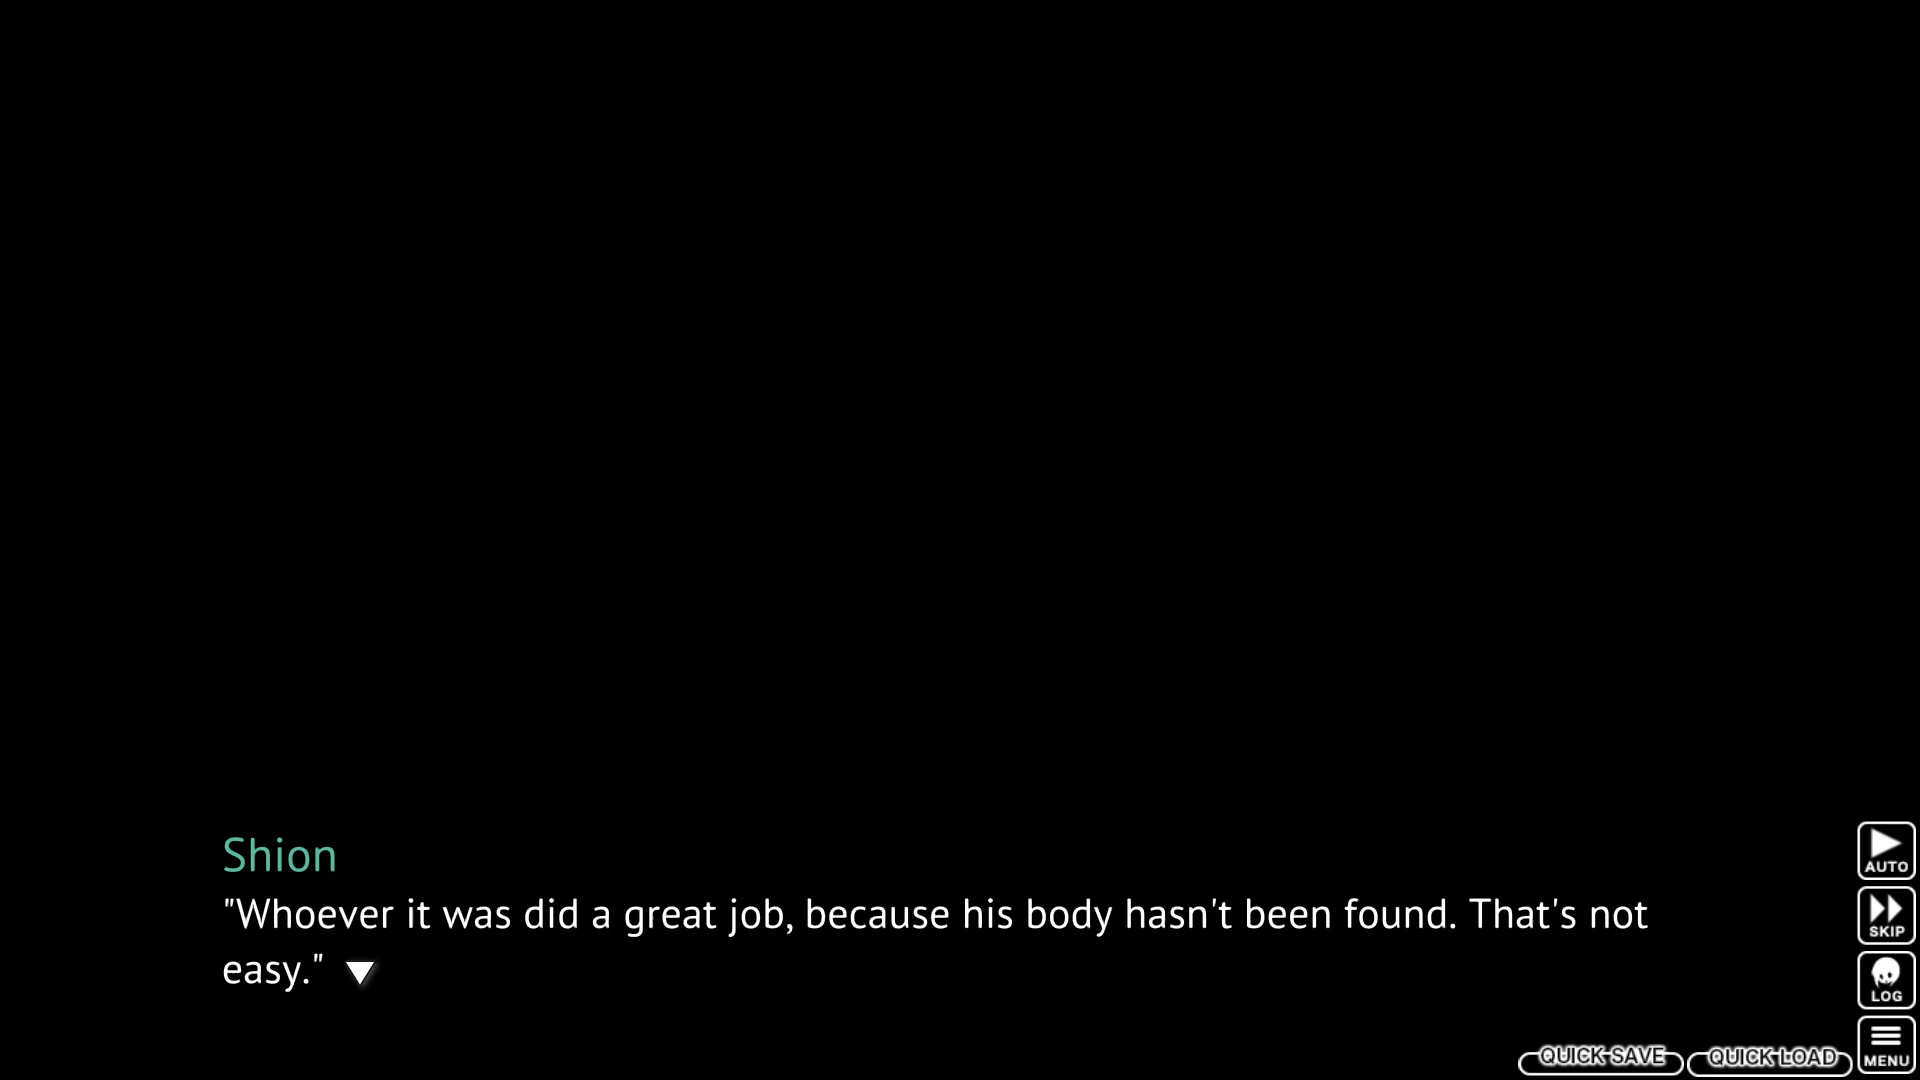 Shion
"Whoever it was did a great job, because his body hasn't been found. That's not
easy."
AUTO
SKIP
LOG
MENU
QUICK SAVE
QUICK LOAD